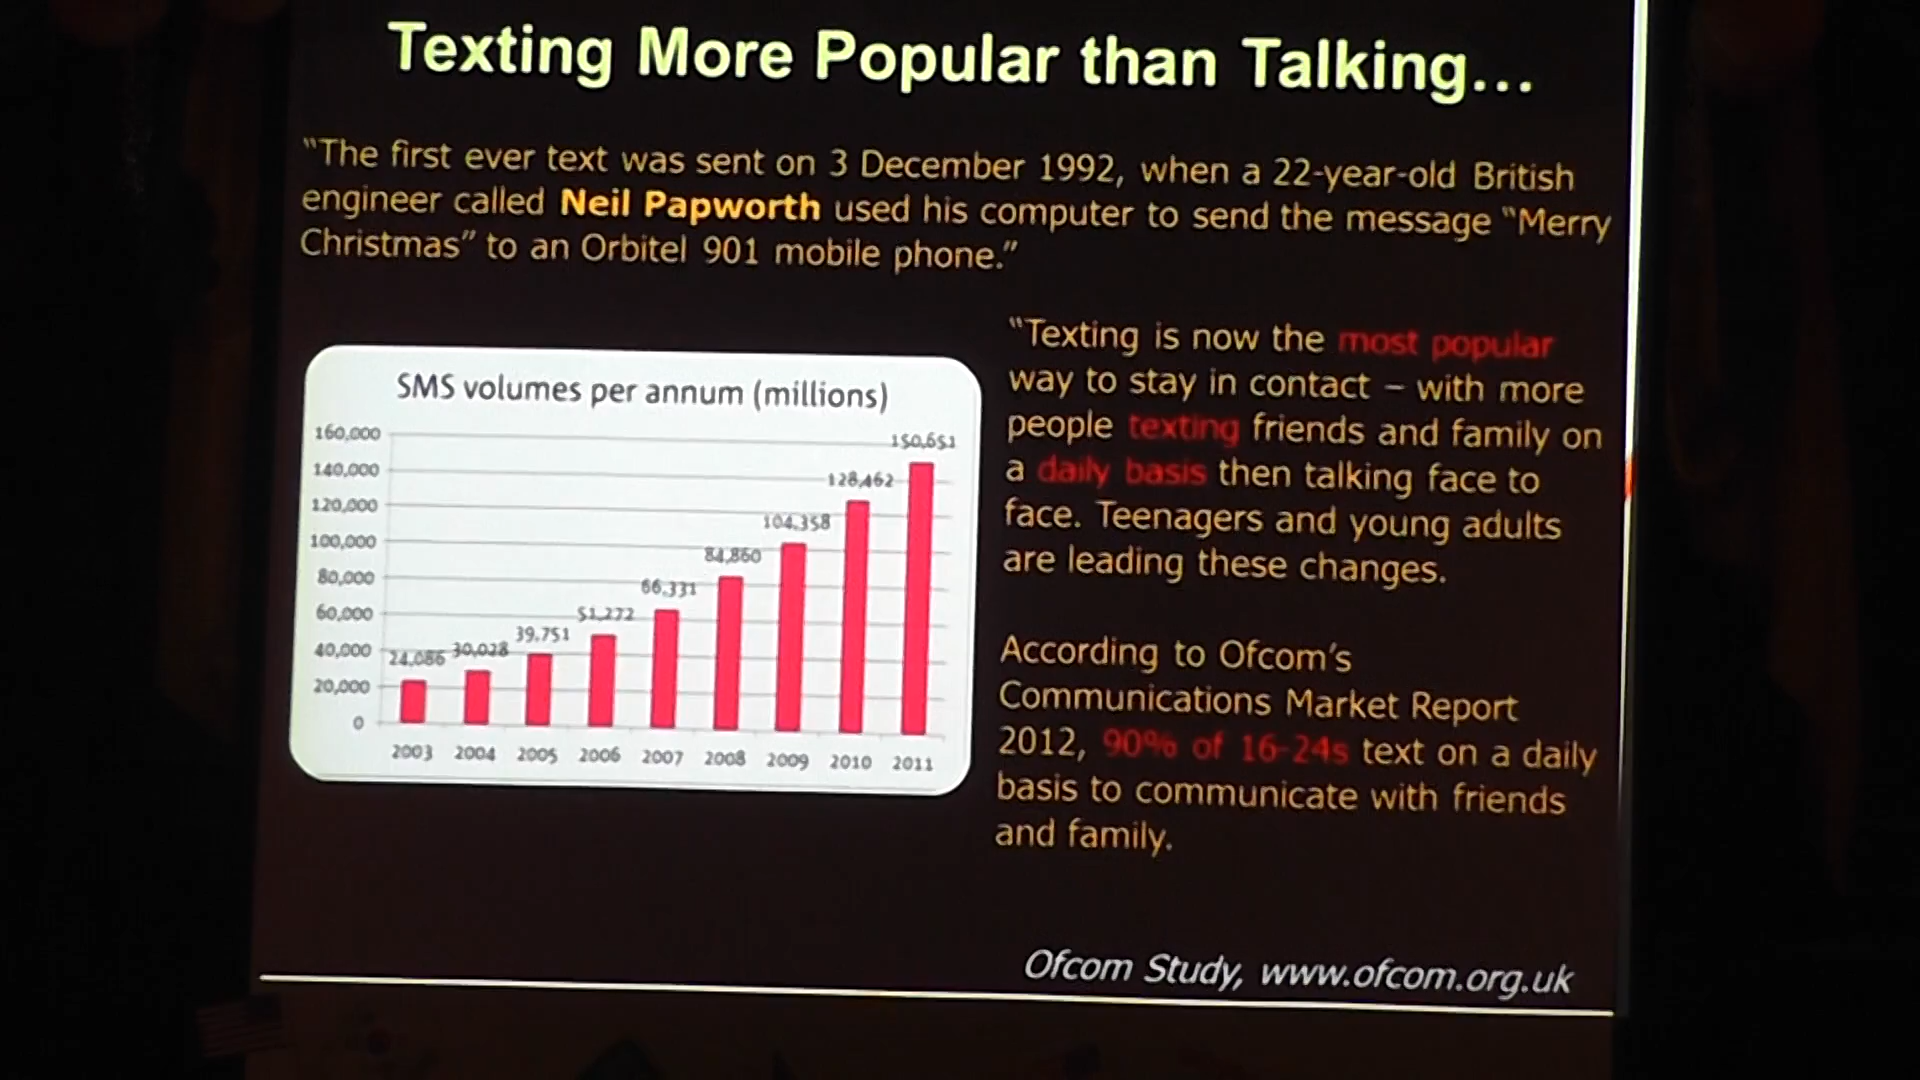 Texting More Popular than Talking...
“The first ever text was sent on 3 December 1992, when a 22-year-old British
engineer called Neil Papworth used his computer to send the message “Merry
Christmas” to an Orbitel 901 mobile phone.”
SMS volumes per annum (millions)
160,000
140,000
120,000
100,000
80,000
60,000
40,000
20,000
0
24,086
30,028
39,751
51,272
66,331
84,860
104,358
128,462
150,651
2003 2004 2005 2006 2007 2008 2009 2010 2011
“Texting is now the most popular
way to stay in contact – with more
people texting friends and family on
a daily basis then talking face to
face. Teenagers and young adults
are leading these changes.
According to Ofcom’s
Communications Market Report
2012, 90% of 16-24s text on a daily
basis to communicate with friends
and family.
Ofcom Study, www.ofcom.org.uk